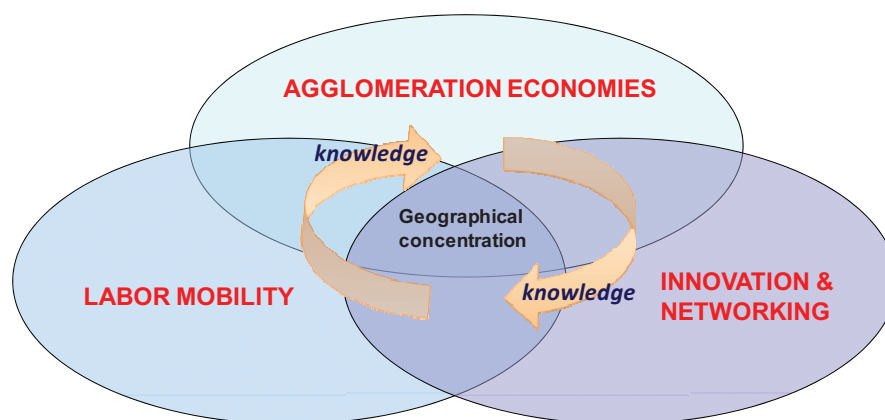 AGGLOMERATION ECONOMIES
knowledge
Geographical
concentration
LABOR MOBILITY
knowledge
INNOVATION &
NETWORKING